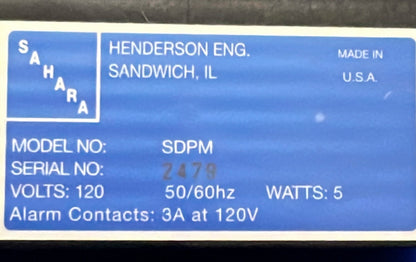 SAHARA
HENDERSON ENG.
SANDWICH, IL
MADE IN
U.S.A.
MODEL NO: SDPM
SERIAL NO: 2479
VOLTS: 120 50/60hz WATTS: 5
Alarm Contacts: 3A at 120V